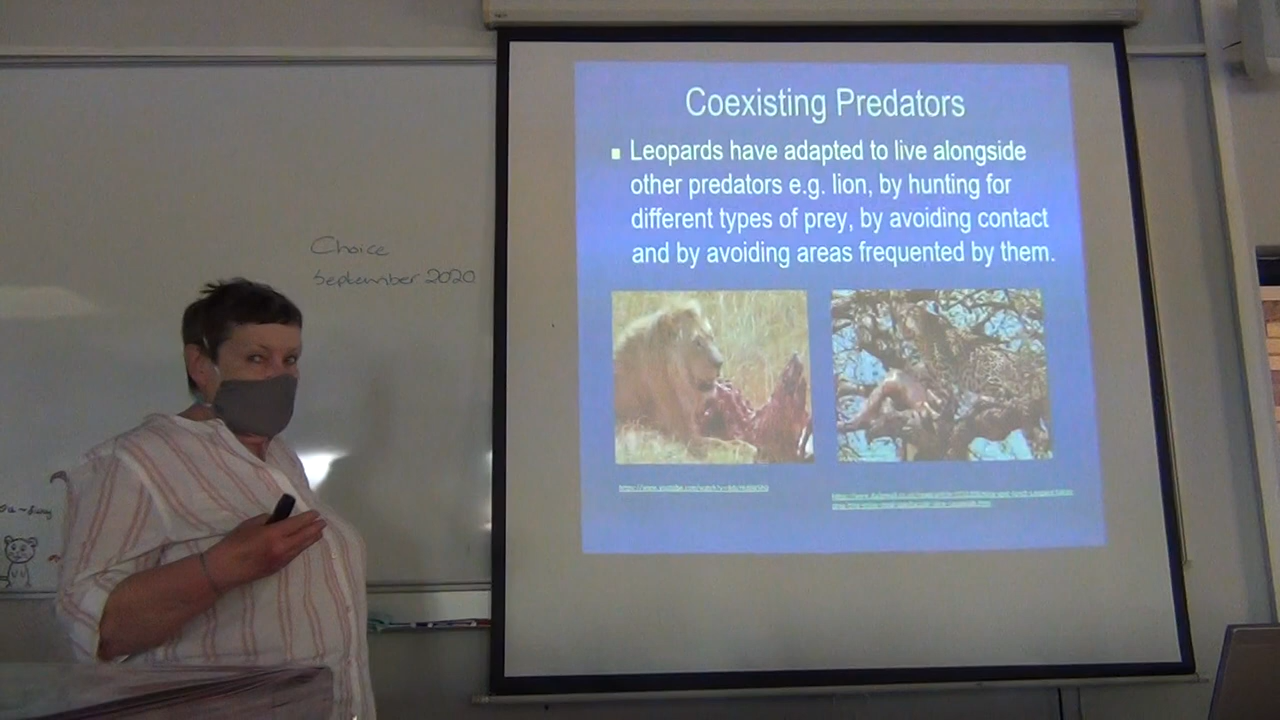 Choice
September 2020
Coexisting Predators
Leopards have adapted to live alongside
other predators e.g. lion, by hunting for
different types of prey, by avoiding contact
and by avoiding areas frequented by them.